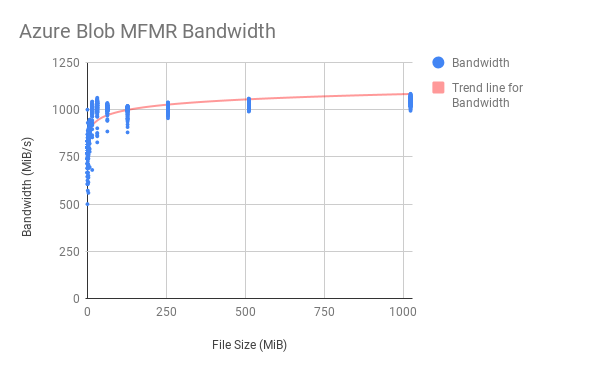 Azure Blob MFMR Bandwidth
1250
1000
750
500
250
0
Bandwidth (MiB/s)
0
250
500
750
1000
File Size (MiB)
Bandwidth
Trend line for
Bandwidth